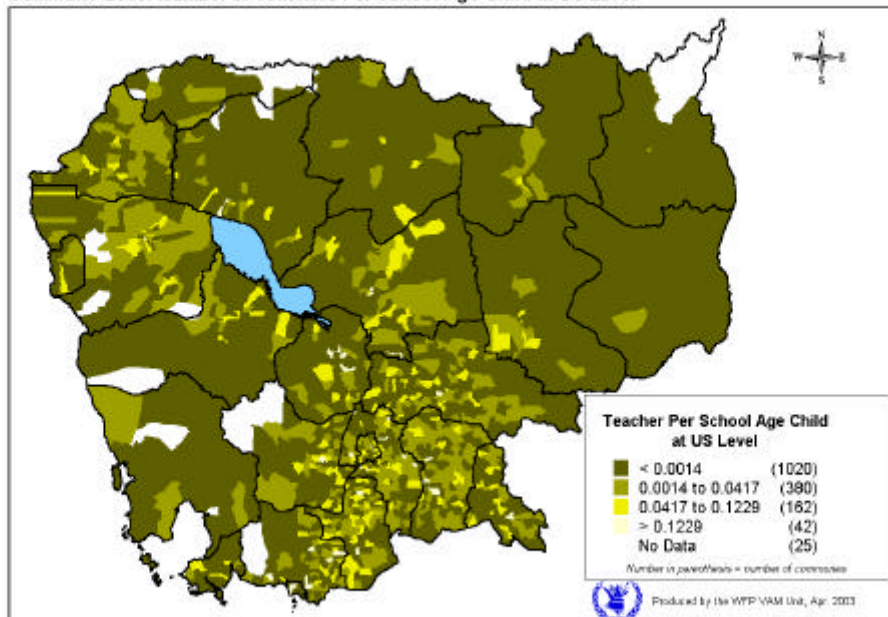 N
W E
S
Teacher Per School Age Child
at US Level
< 0.0014 (1020)
0.0014 to 0.0417 (380)
0.0417 to 0.1229 (162)
> 0.1229 (42)
No Data (25)
Number in parenthesis = number of communes
Produced by the WFP VAM Unit, Apr. 2003